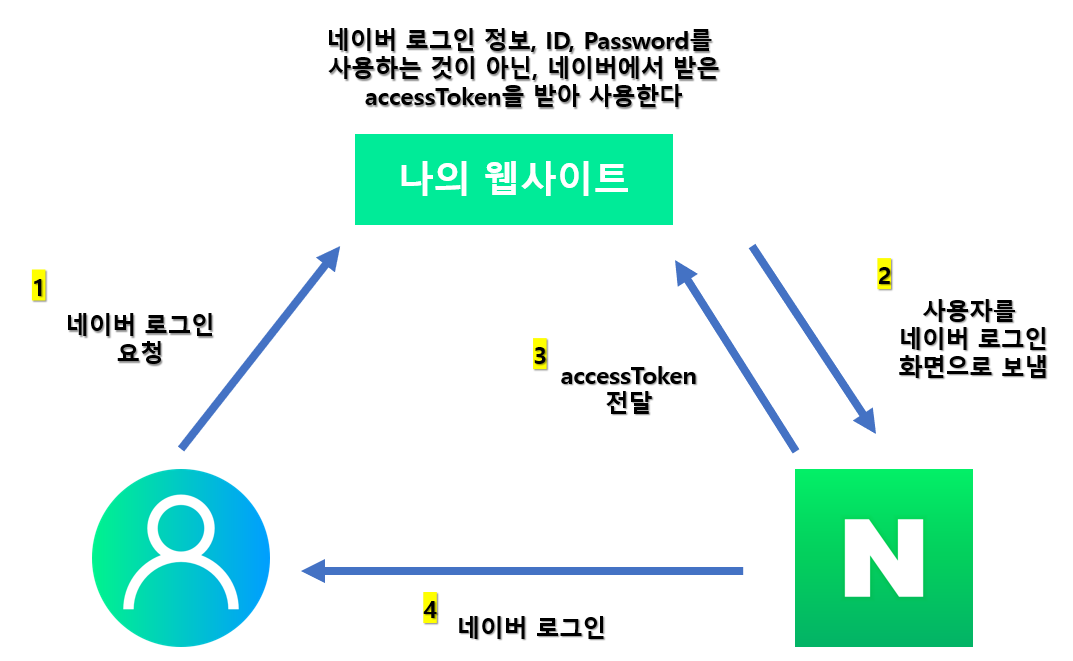 네이버 로그인 정보, ID, Password를
사용하는 것이 아닌, 네이버에서 받은
accessToken을 받아 사용한다
나의 웹사이트
1
네이버 로그인
요청
2
사용자를
네이버 로그인
화면으로 보냄
3
accessToken
전달
N
4
네이버 로그인